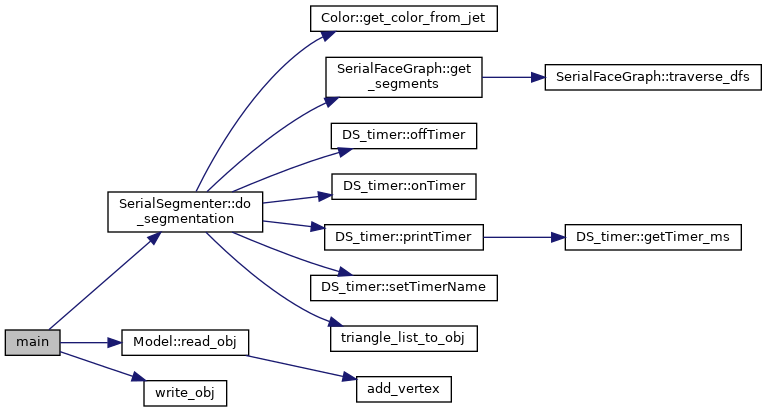 Color::get_color_from_jet
SerialFaceGraph::get
_segments
SerialFaceGraph::traverse_dfs
DS_timer::offTimer
DS_timer::onTimer
SerialSegmenter::do
_segmentation
DS_timer::printTimer
DS_timer::getTimer_ms
DS_timer::setTimerName
triangle_list_to_obj
main
Model::read_obj
add_vertex
write_obj